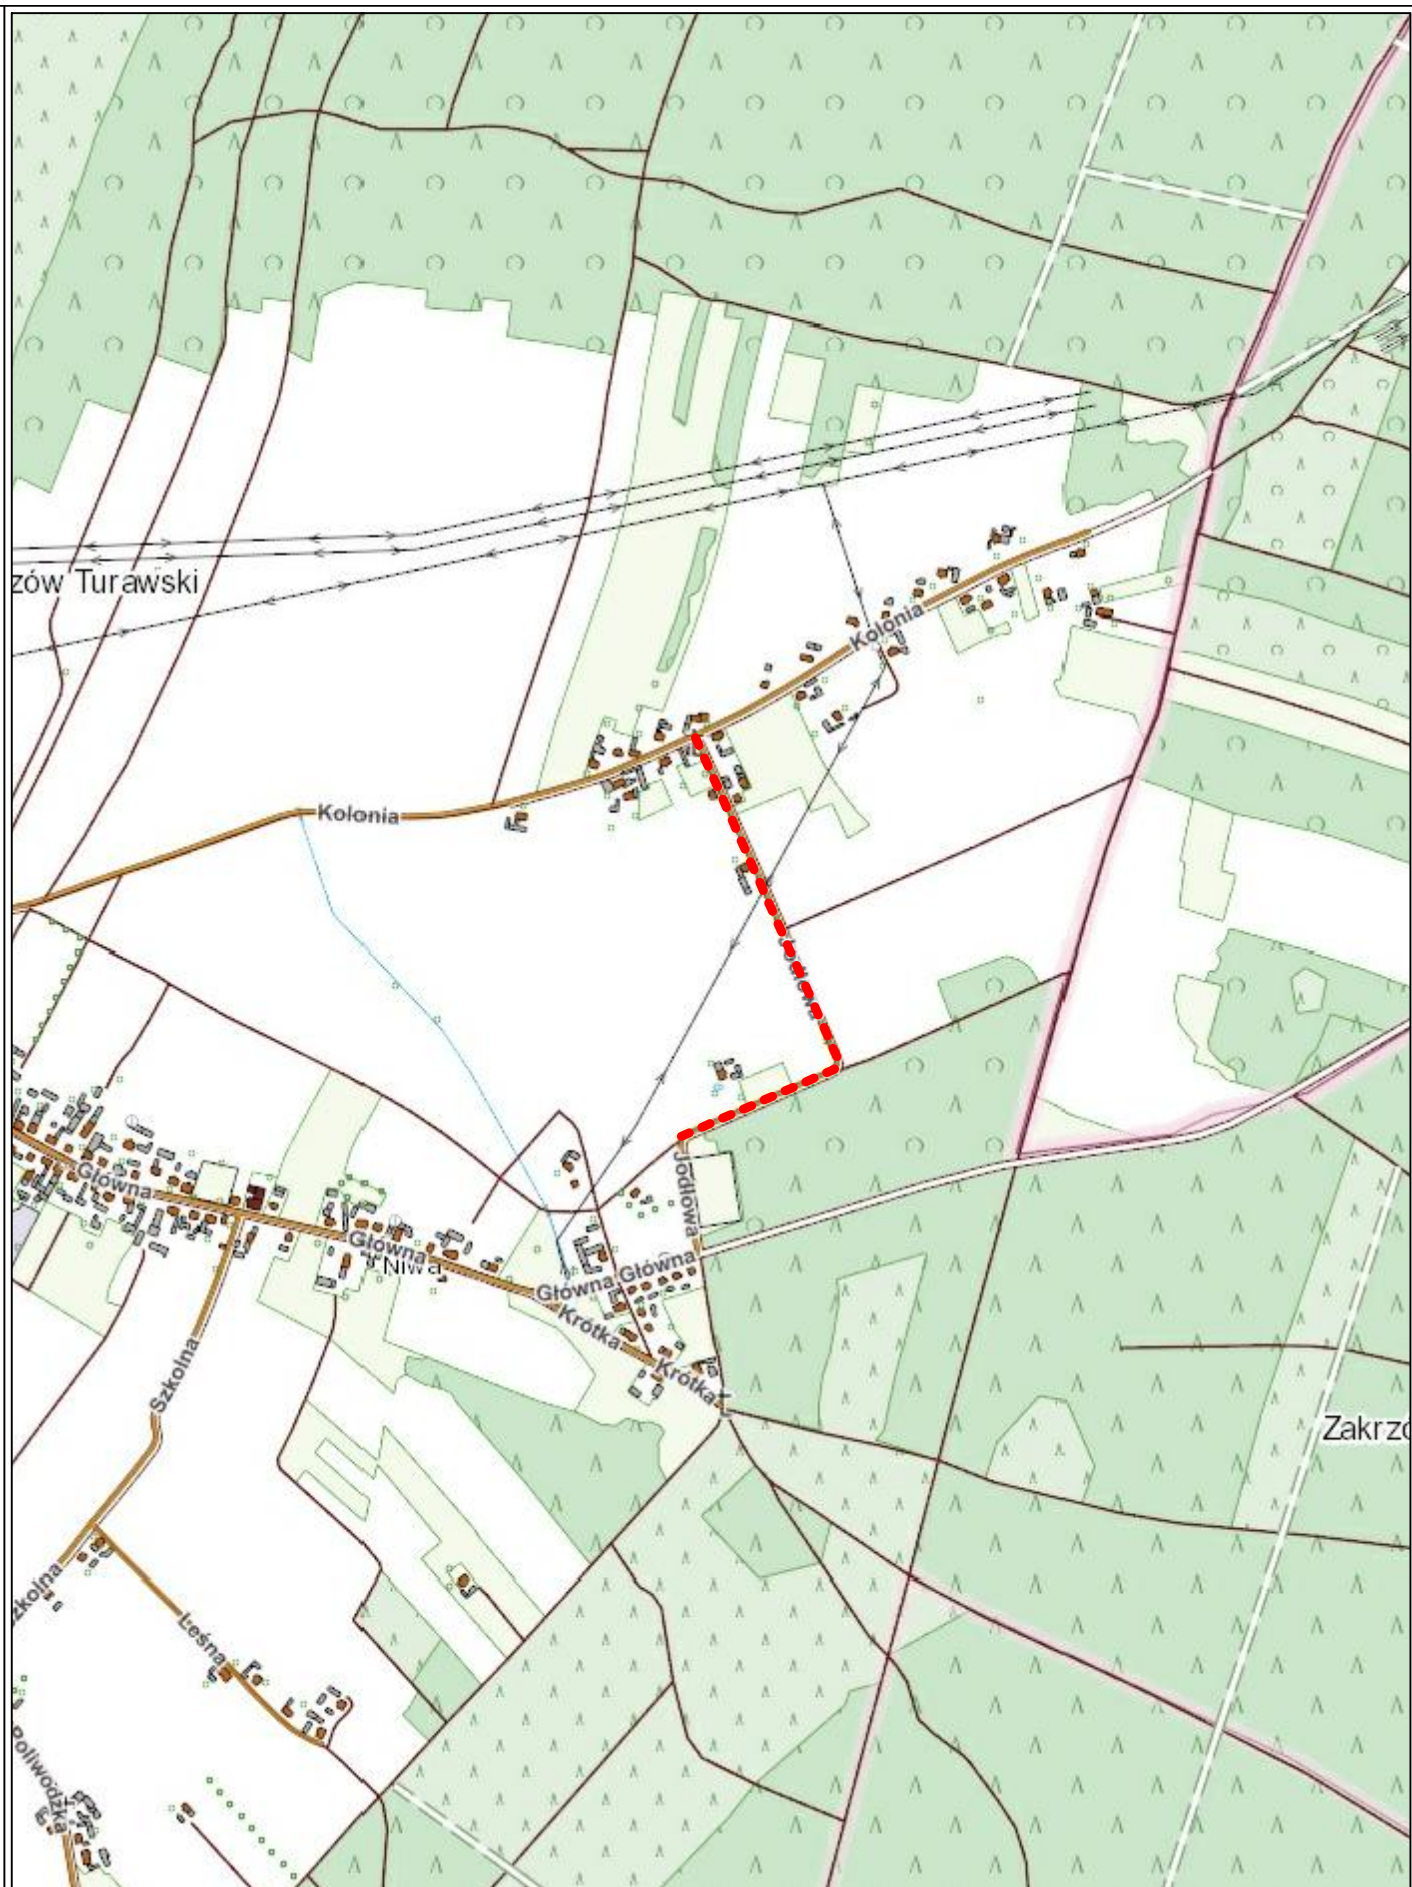 zów Turawski
Kolonia
Kolonia
Jodłowa
Główna
Główna
Niwa
Główna
Główna
Krótka
Krótka
Szkolna
Zakrzo
zkolna
Leśna
Poliwodzka